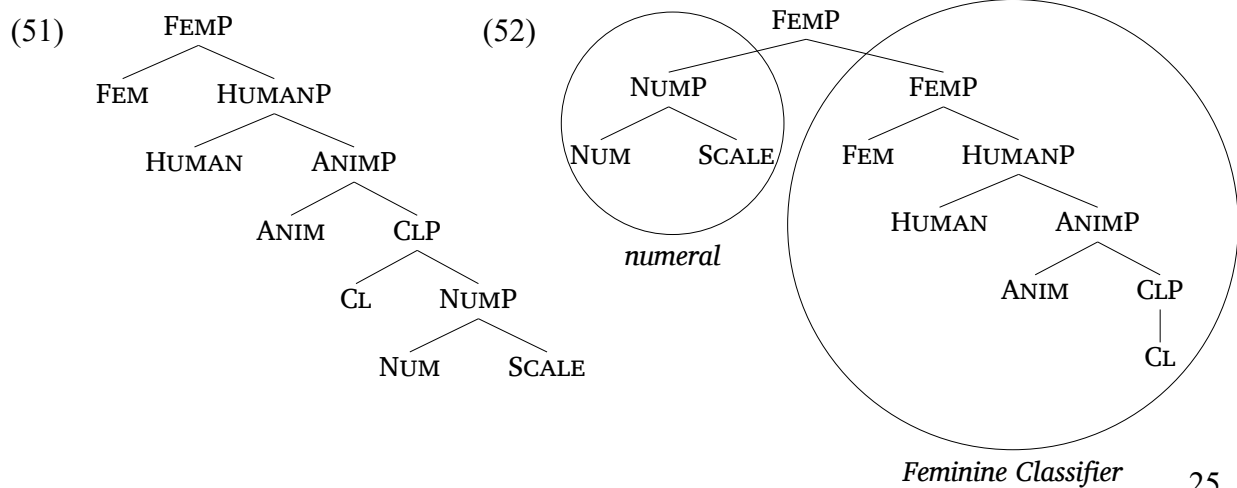 (51) FEMP (52) FEMP
FEM HUMANP NUMP FEMP
HUMAN ANIMP NUM SCALE FEM HUMANP
ANIM CLP HUMAN ANIMP
numeral
CL NUMP ANIM CLP
NUM SCALE CL
Feminine Classifier 25